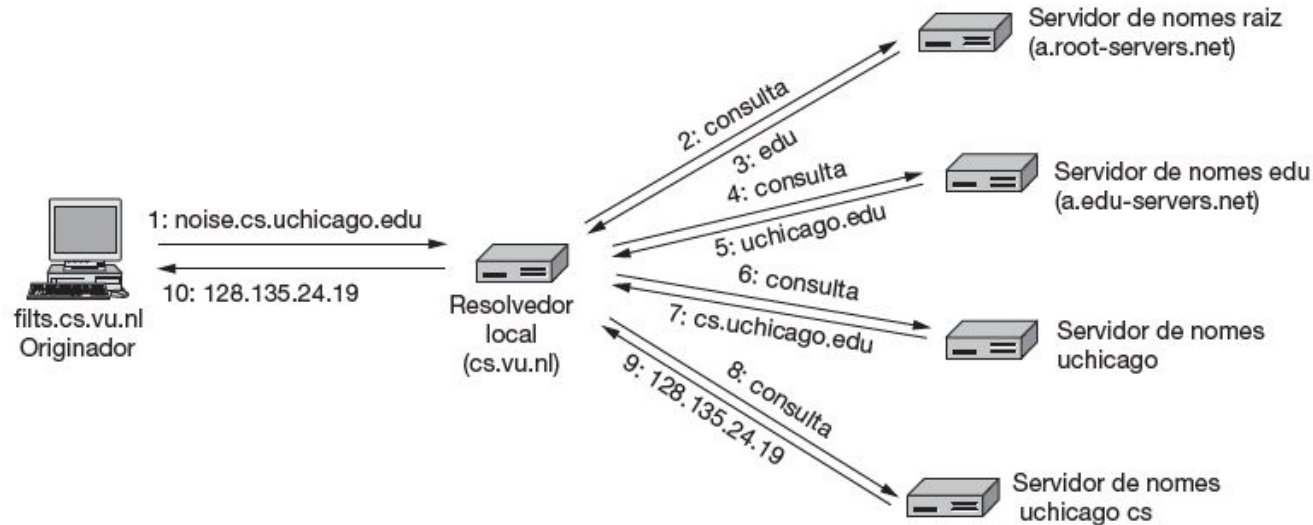 Servidor de nomes raiz
(a.root-servers.net)
2: consulta
3: edu
4: consulta
5: uchicago.edu
Servidor de nomes edu
(a.edu-servers.net)
1: noise.cs.uchicago.edu
10: 128.135.24.19
filts.cs.vu.nl
Originador
Resolvedor
local
(cs.vu.nl)
6: consulta
7: cs.uchicago.edu
Servidor de nomes
uchicago
8: consulta
9: 128.135.24.19
Servidor de nomes
uchicago cs